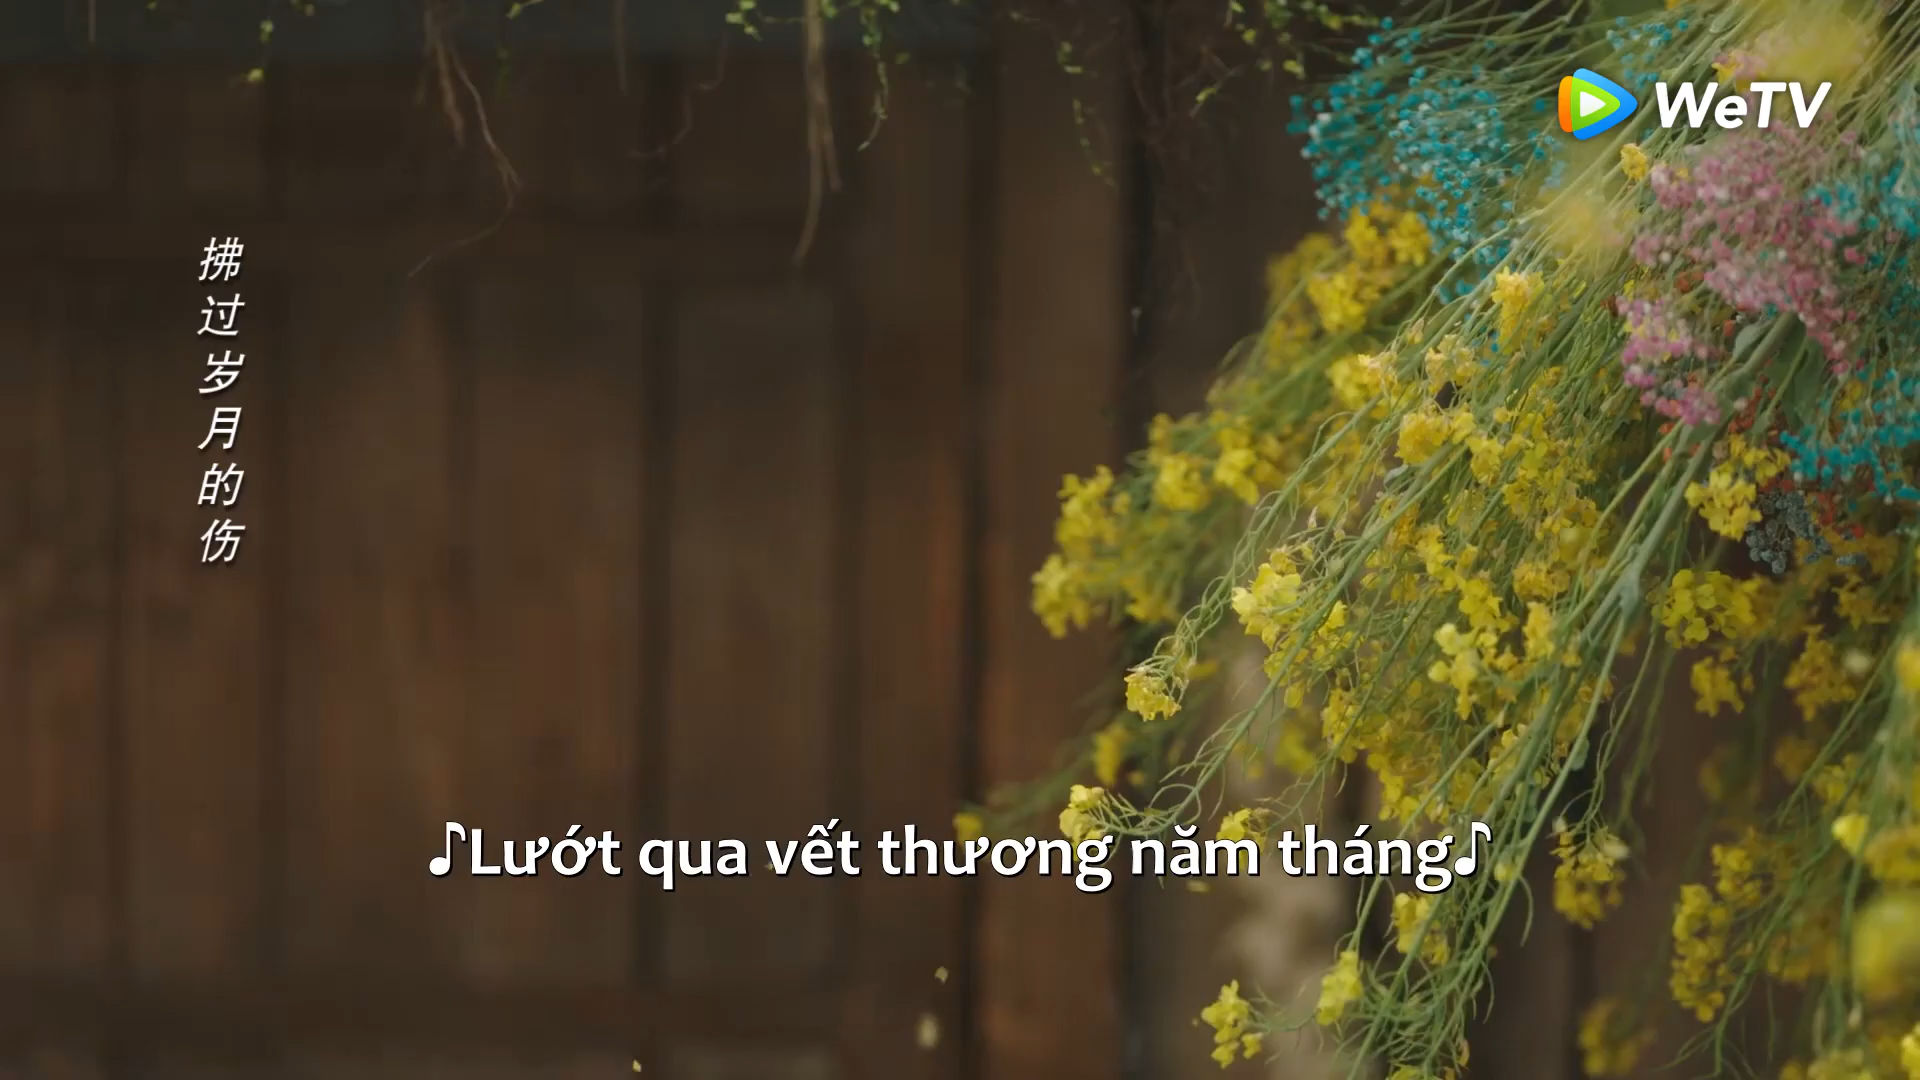 WeTV
拂过岁月的伤
♪Lướt qua vết thương năm tháng♪